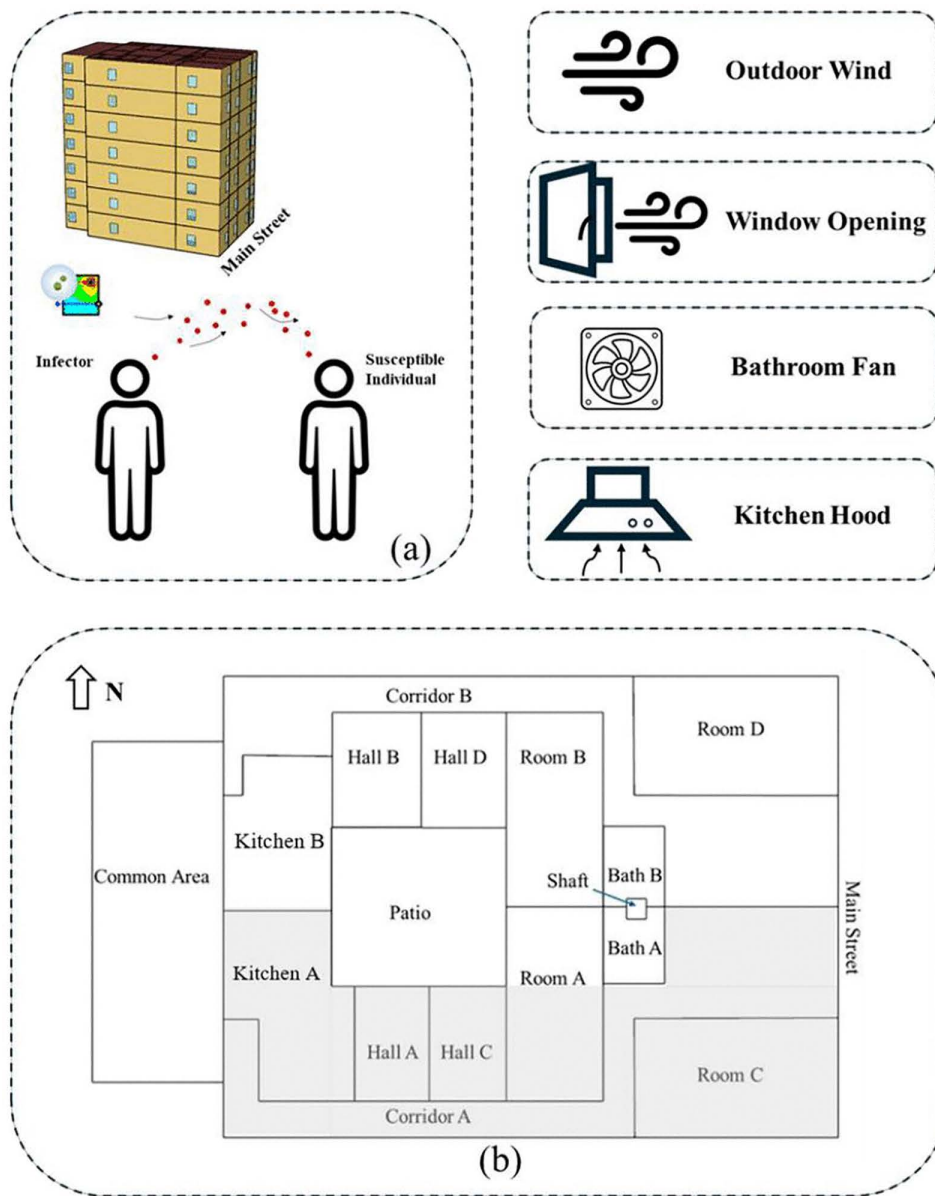 Main Street
Infector
Susceptible
Individual
(a)
Outdoor Wind
Window Opening
Bathroom Fan
Kitchen Hood
N
Corridor B
Room D
Hall B
Hall D
Room B
Kitchen B
Common Area
Bath B
Shaft
Patio
Main Street
Bath A
Kitchen A
Room A
Hall A
Hall C
Room C
Corridor A
(b)